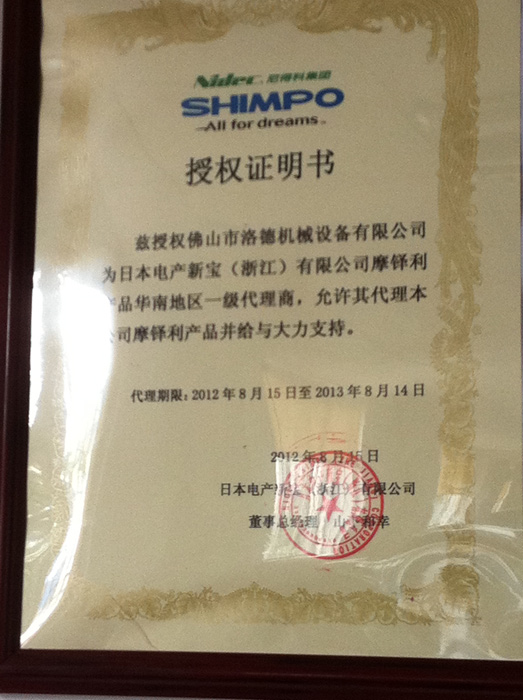 Nidec 尼得科集团
SHIMPO
All for dreams
授权证明书
兹授权佛山市洛德机械设备有限公司
为日本电产新宝（浙江）有限公司摩铎利
品华南地区一级代理商，允许其代理本
司摩铎利产品并给与大力支持。
代理期限：2012年8月15日至2013年8月14日
2012年8月15日
日本电产新宝（浙江）有限公司
董事总经理 山 幸
CORPORATION